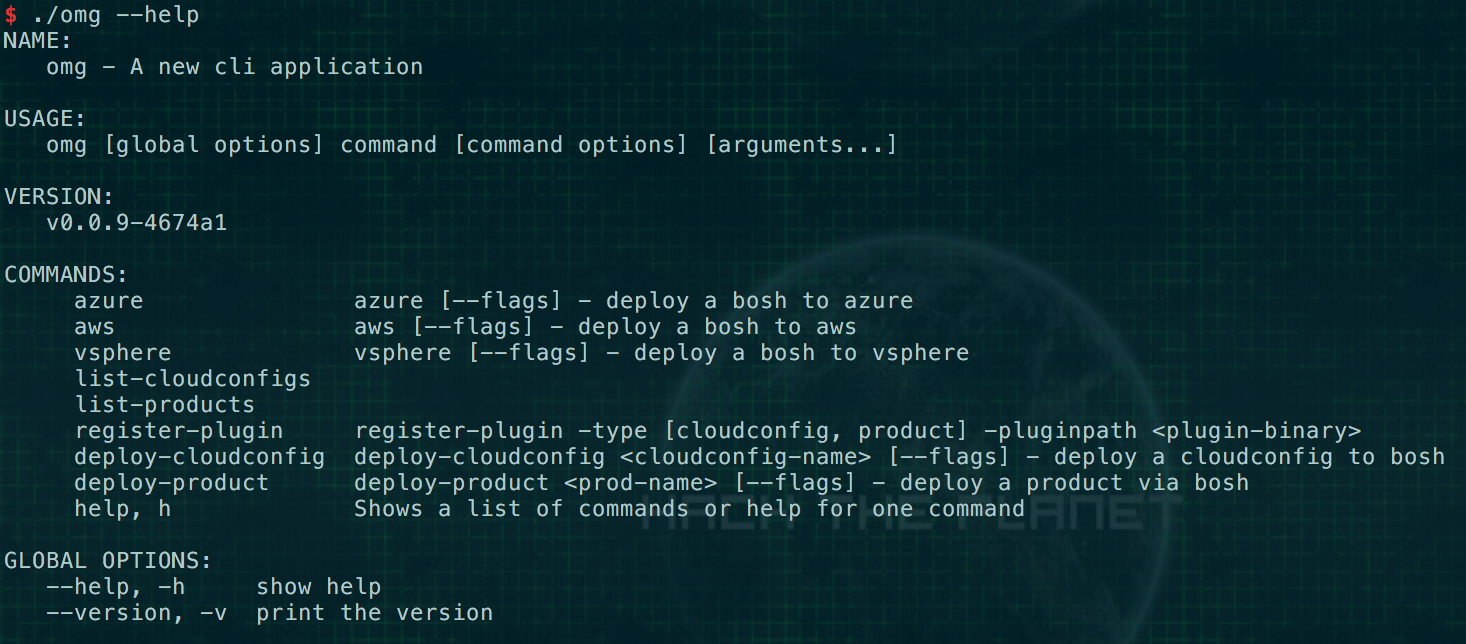 $ ./omg --help
NAME:
   omg - A new cli application

USAGE:
   omg [global options] command [command options] [arguments...]

VERSION:
   v0.0.9-4674a1

COMMANDS:
     azure               azure [--flags] - deploy a bosh to azure
     aws                 aws [--flags] - deploy a bosh to aws
     vsphere             vsphere [--flags] - deploy a bosh to vsphere
     list-cloudconfigs
     list-products
     register-plugin     register-plugin -type [cloudconfig, product] -pluginpath <plugin-binary>
     deploy-cloudconfig  deploy-cloudconfig <cloudconfig-name> [--flags] - deploy a cloudconfig to bosh
     deploy-product      deploy-product <prod-name> [--flags] - deploy a product via bosh
     help, h             Shows a list of commands or help for one command
HACK THE PLANET

GLOBAL OPTIONS:
   --help, -h     show help
   --version, -v  print the version